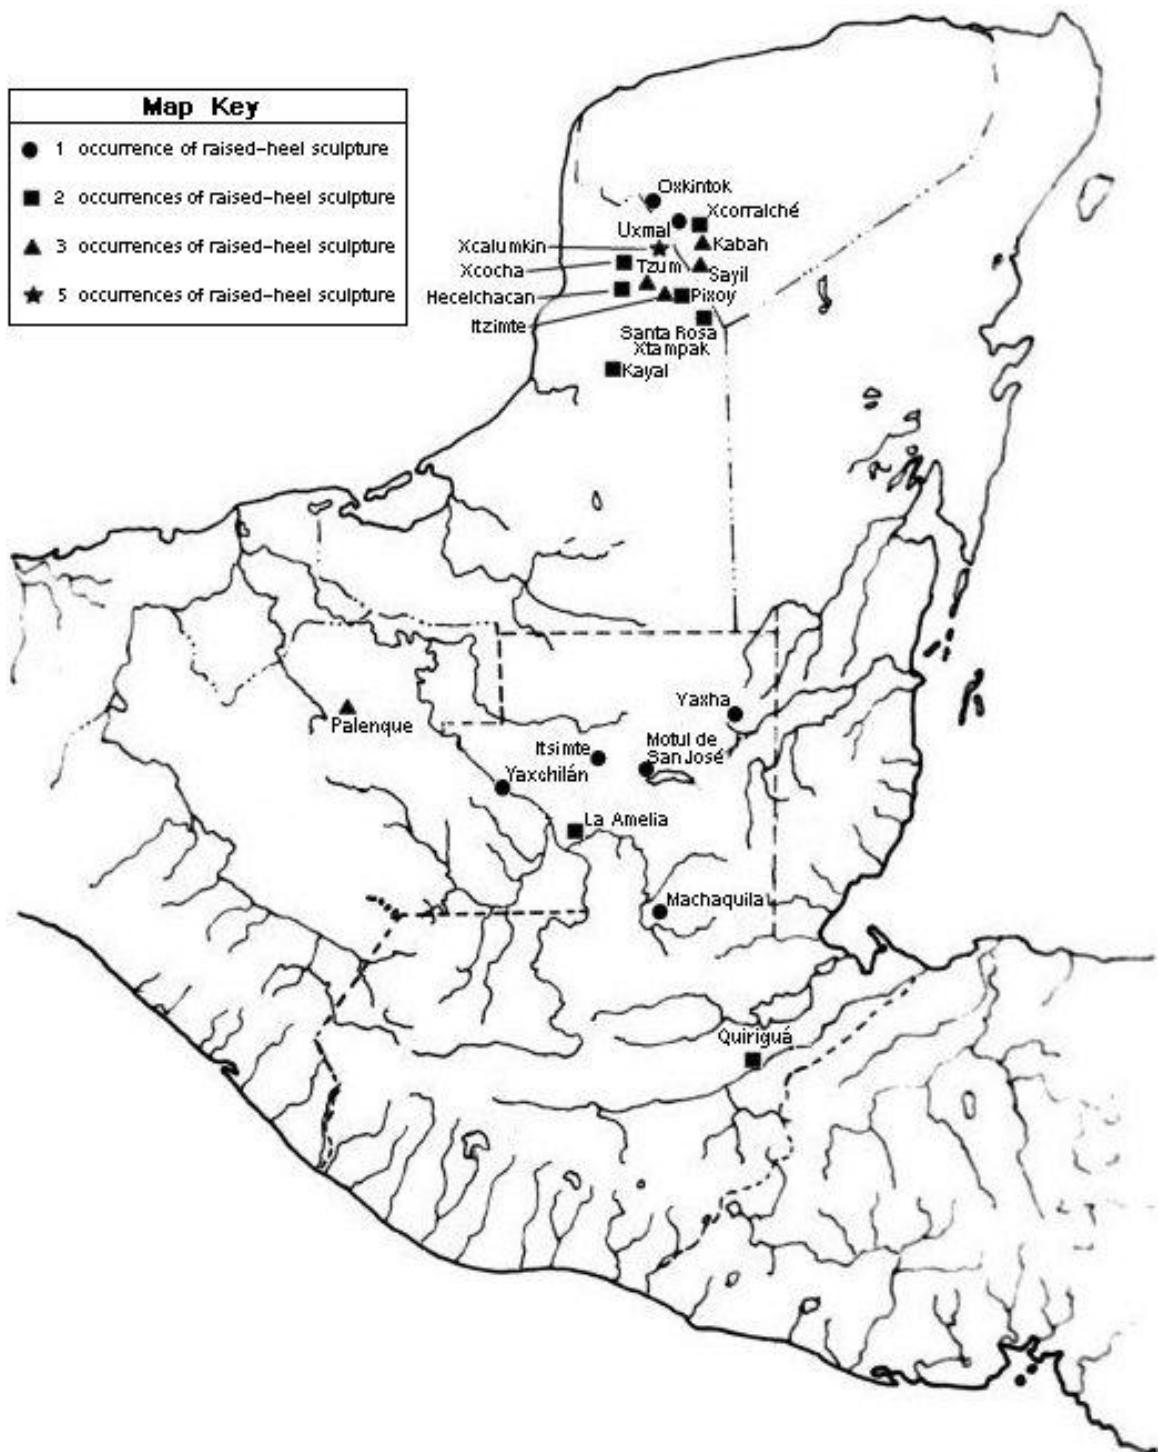 Map Key
1 occurrence of raised-heel sculpture
2 occurrences of raised-heel sculpture
3 occurrences of raised-heel sculpture
5 occurrences of raised-heel sculpture
Oxkintok
Xcorralché
Uxmal
Xcalumkin
Kabah
Xcocha
Tzum
Sayil
Hecelchacan
Pixoy
Itzimte
Santa Rosa
Xtampak
Kayal
Yaxha
Palenque
Itsimte
Motul de
San José
Yaxchilán
La Amelia
Machaquila
Quiriguá